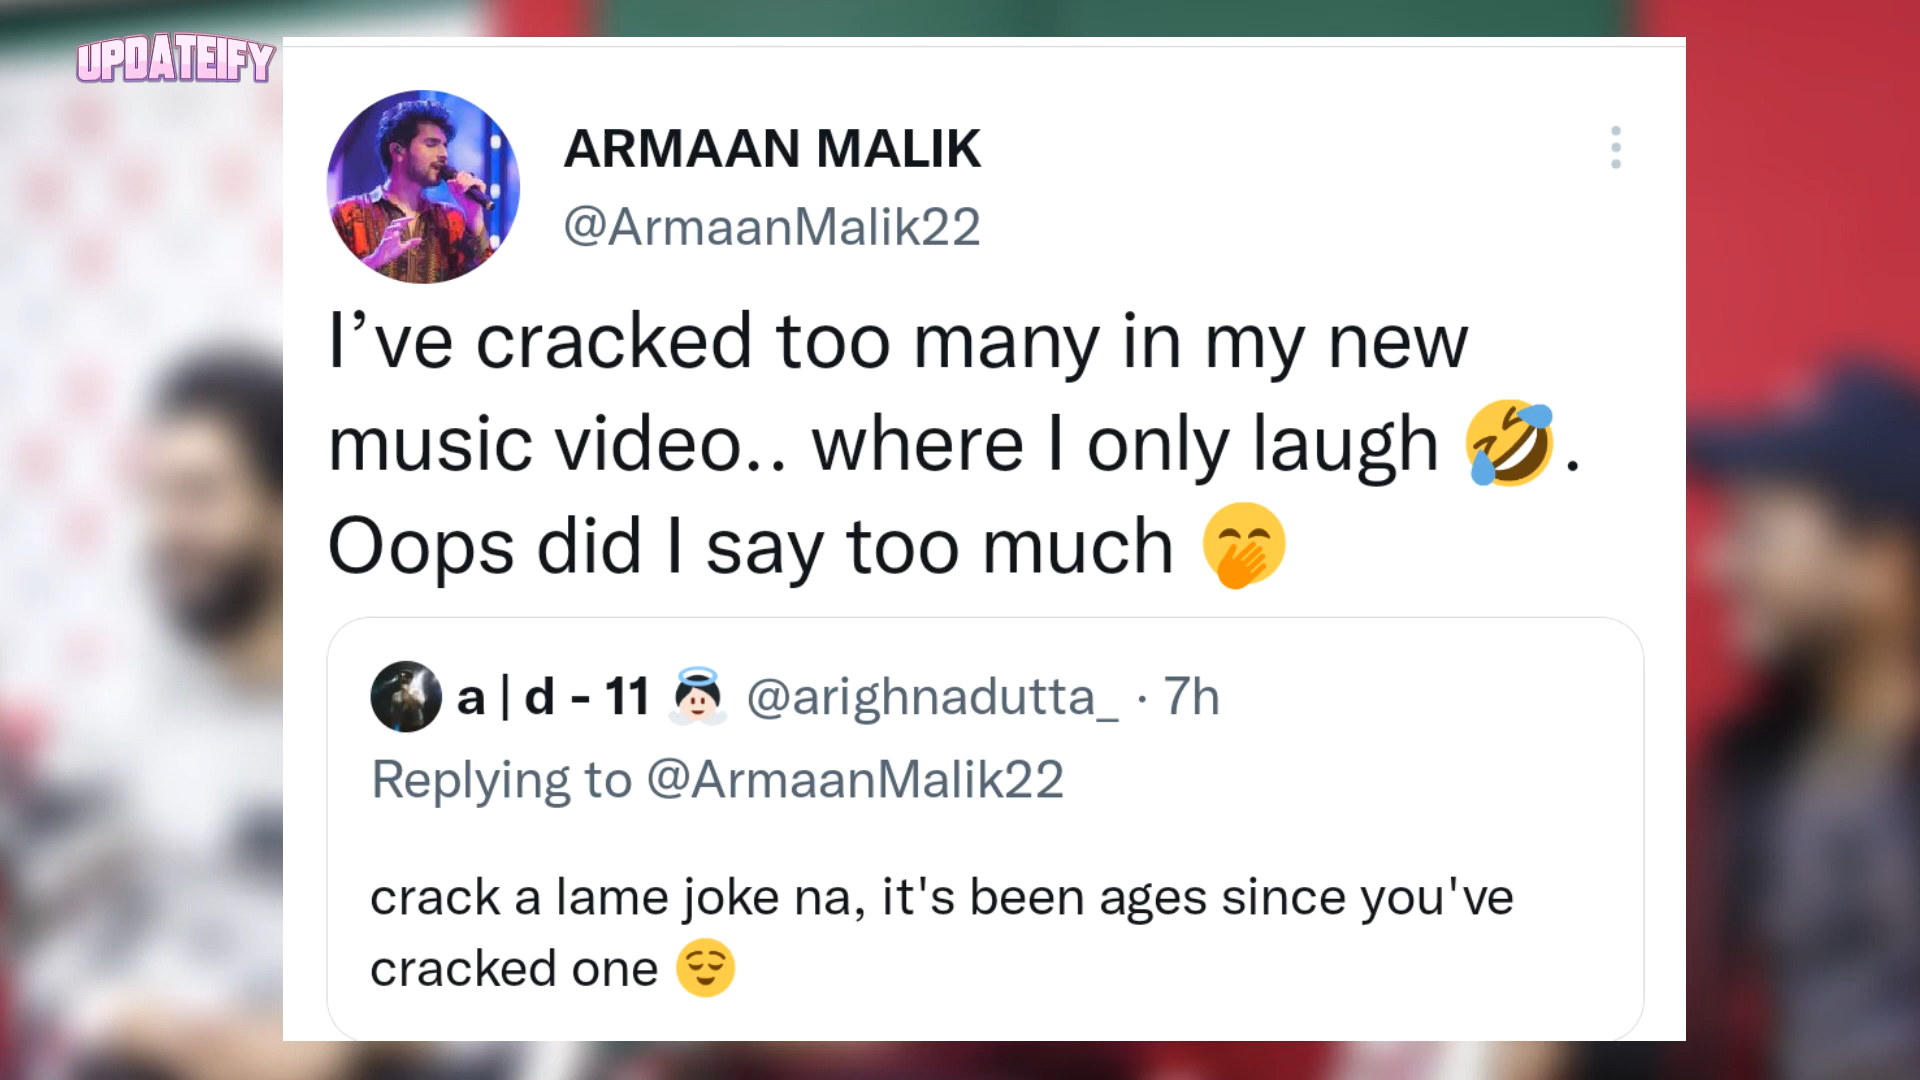 UPDATEIFY
ARMAAN MALIK
@ArmaanMalik22
I’ve cracked too many in my new
music video.. where I only laugh 🤣.
Oops did I say too much 🤭
a | d - 11 👼🏻 @arighnadutta_ · 7h
Replying to @ArmaanMalik22
crack a lame joke na, it's been ages since you've
cracked one 😌